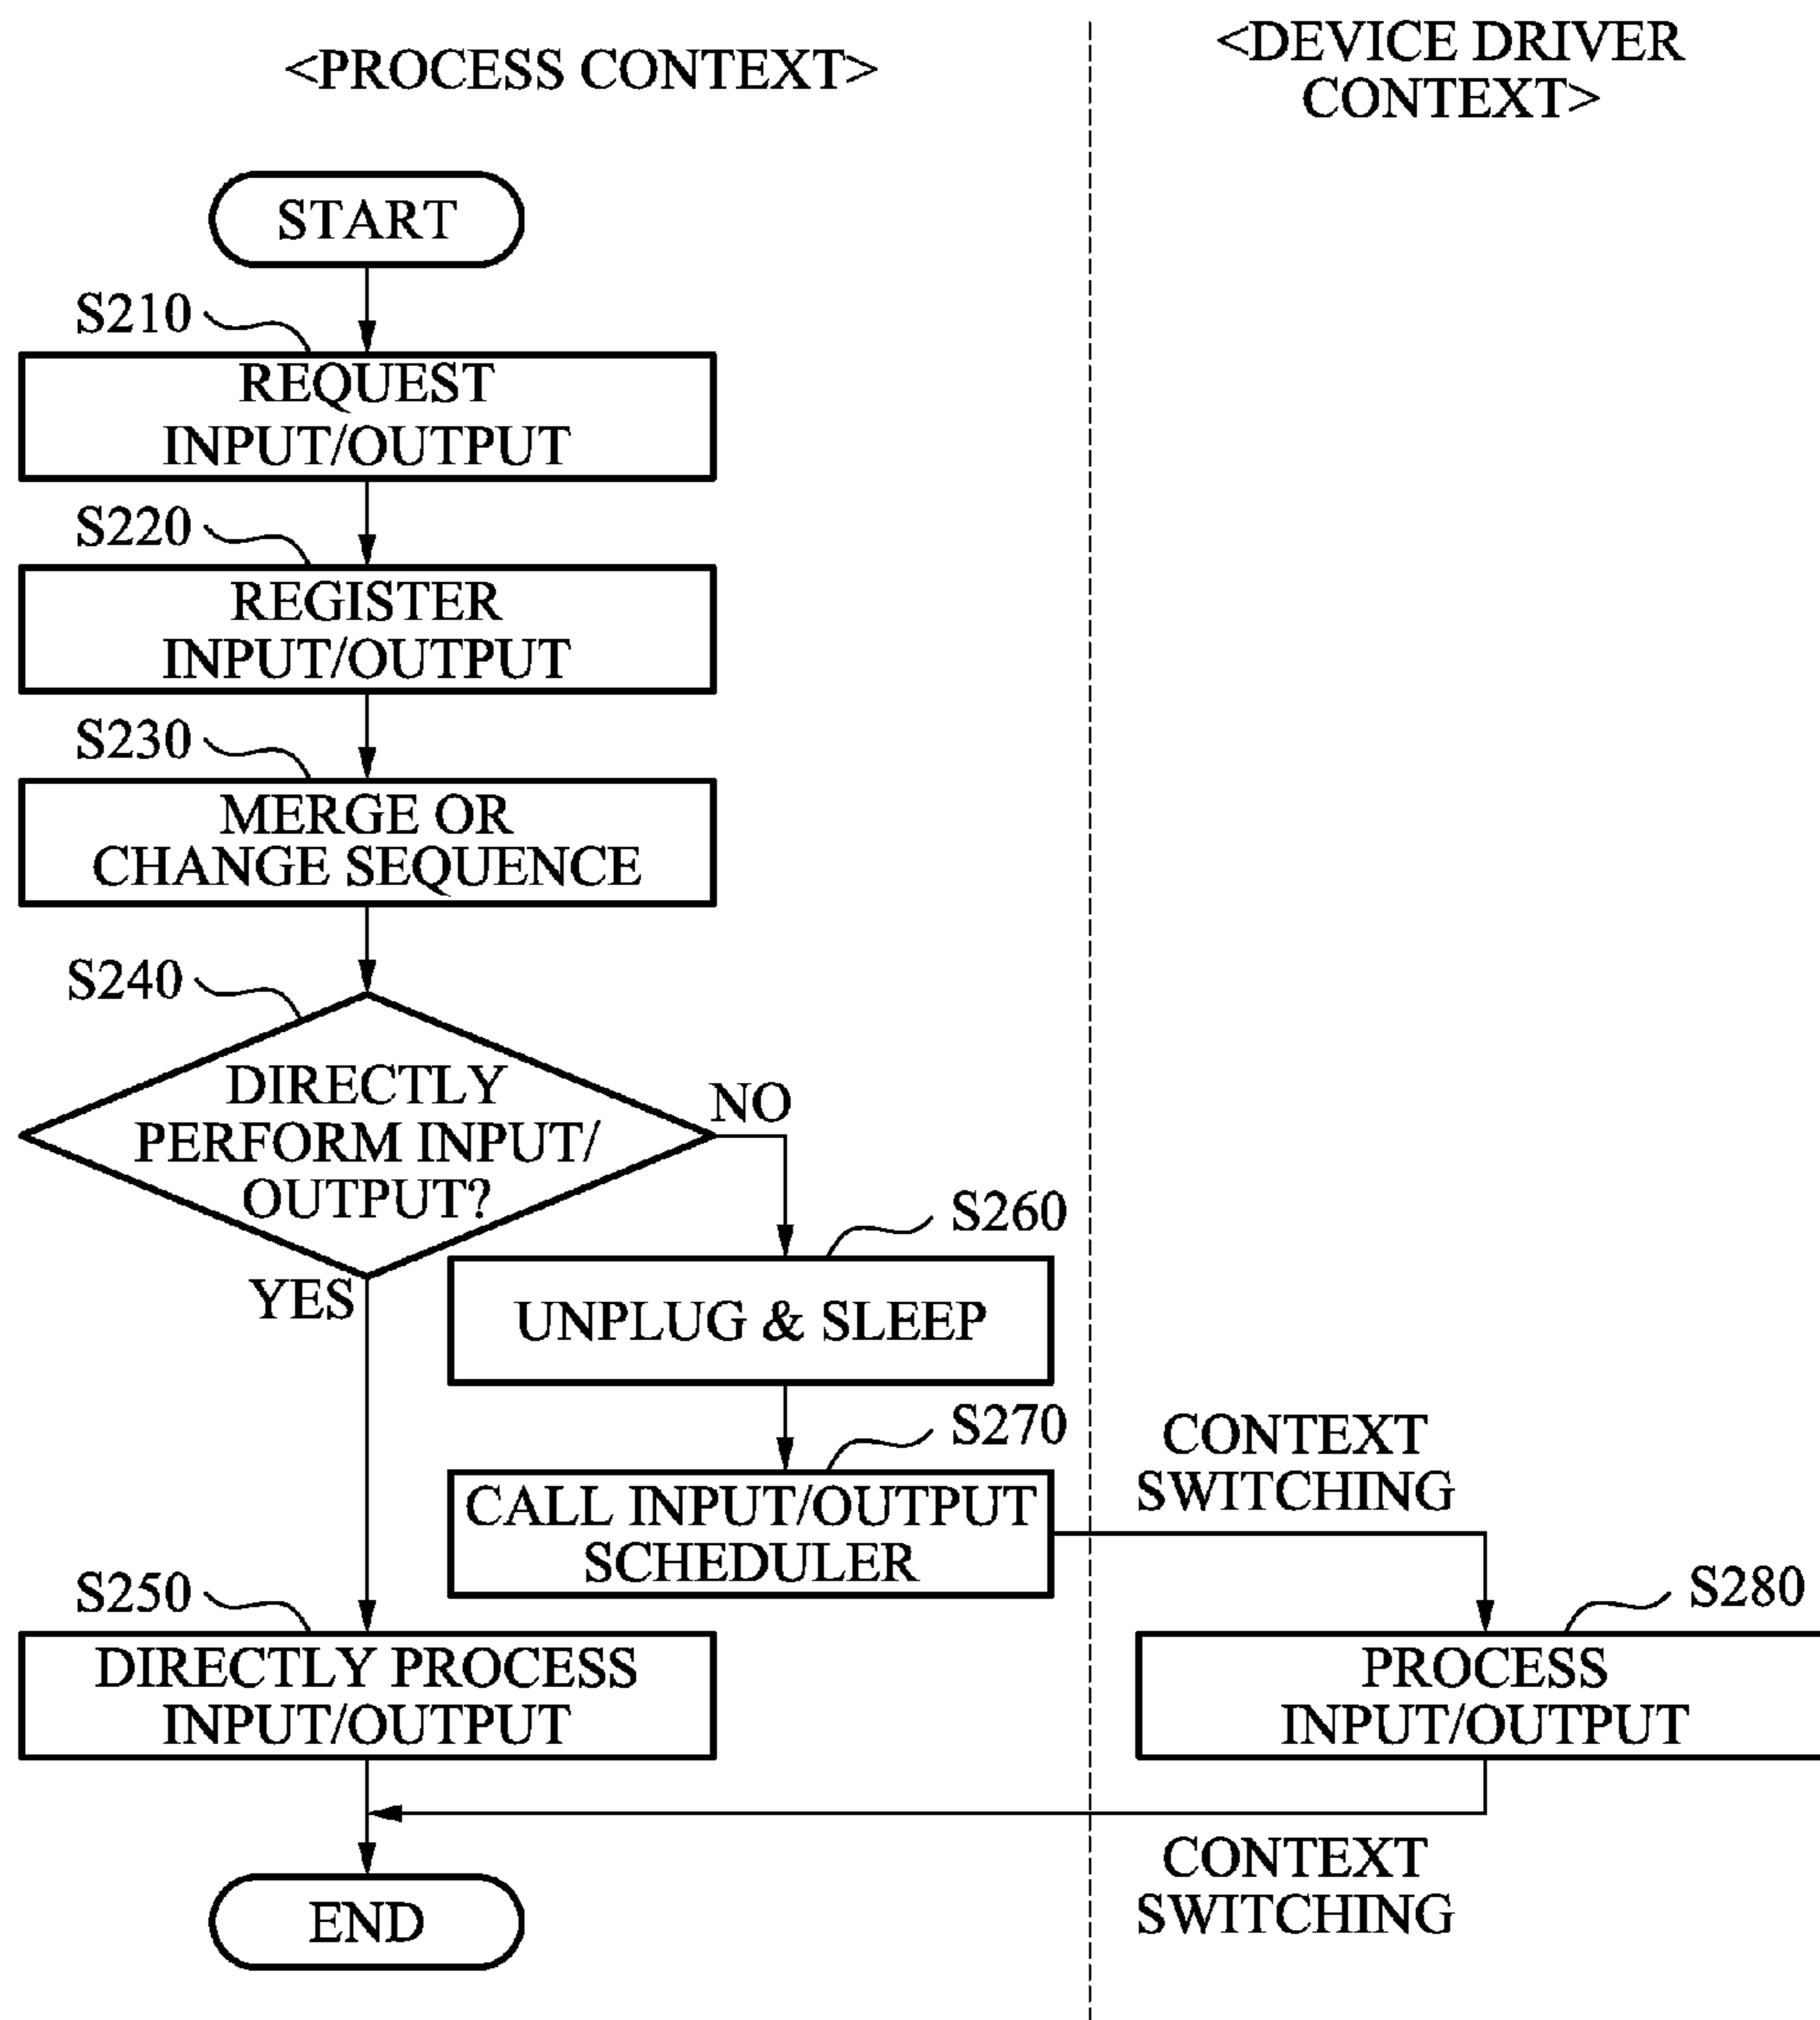 <PROCESS CONTEXT>
<DEVICE DRIVER
CONTEXT>
START
S210
REQUEST
INPUT/OUTPUT
S220
REGISTER
INPUT/OUTPUT
S230
MERGE OR
CHANGE SEQUENCE
S240
DIRECTLY
PERFORM INPUT/
OUTPUT?
NO
YES
S260
UNPLUG & SLEEP
S270
CALL INPUT/OUTPUT
SCHEDULER
CONTEXT
SWITCHING
S250
DIRECTLY PROCESS
INPUT/OUTPUT
S280
PROCESS
INPUT/OUTPUT
CONTEXT
SWITCHING
END